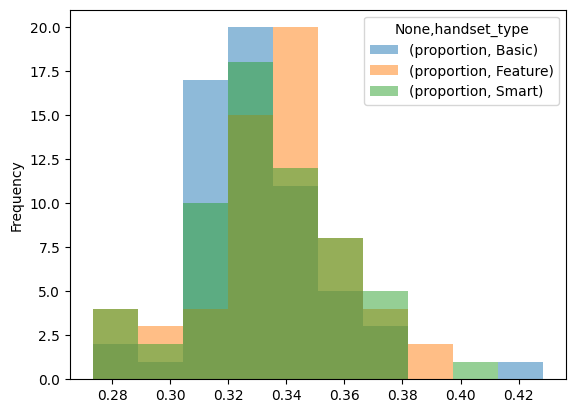 None,handset_type
(proportion, Basic)
(proportion, Feature)
(proportion, Smart)
Frequency
20.0
17.5
15.0
12.5
10.0
7.5
5.0
2.5
0.0
0.28 0.30 0.32 0.34 0.36 0.38 0.40 0.42